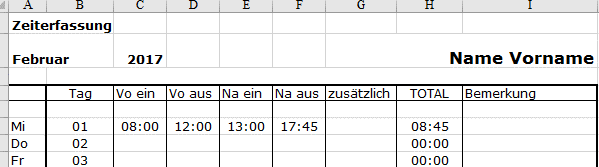 A B C D E F G H I
Zeiterfassung
Februar 2017 Name Vorname
Tag Vo ein Vo aus Na ein Na aus zusätzlich TOTAL Bemerkung
Mi 01 08:00 12:00 13:00 17:45 08:45
Do 02 00:00
Fr 03 00:00